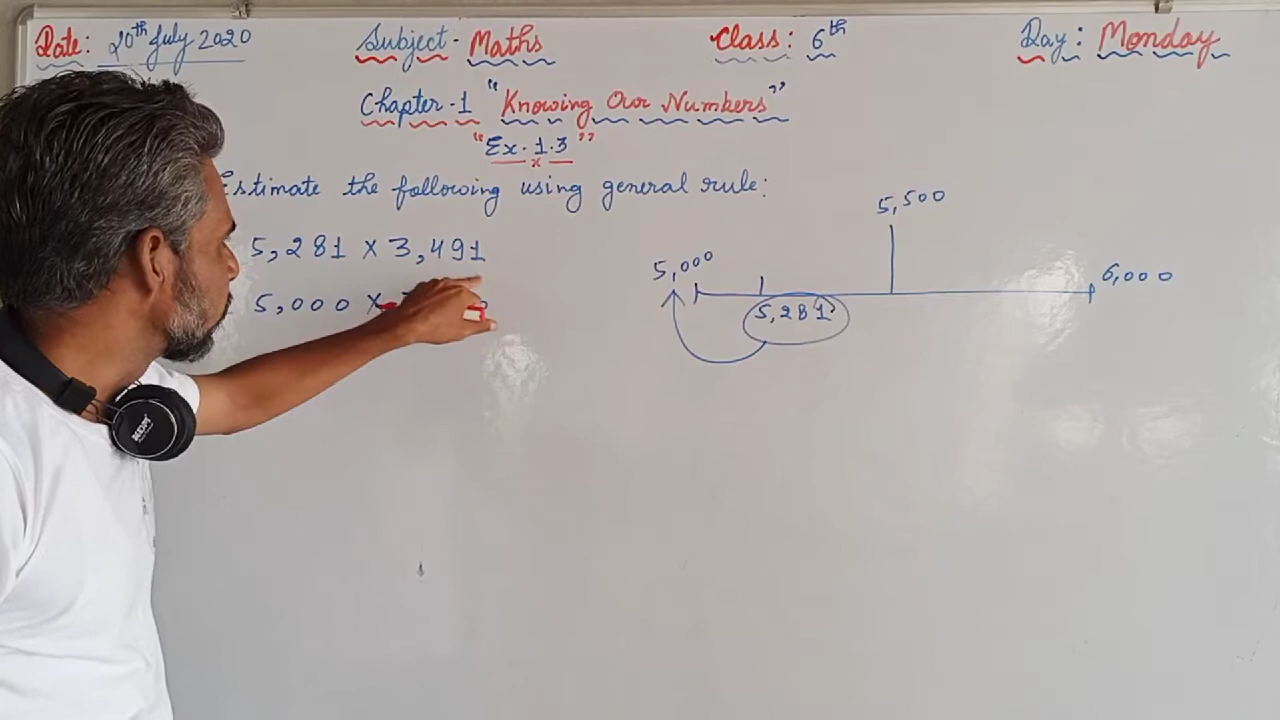 Date: 20th July 2020 Subject- Maths Class: 6th Day: Monday
Chapter-1 "Knowing Our Numbers"
"Ex. 1.3"
Estimate the following using general rule:
5,281 x 3,491
5,000 x
5,500
5,000
6,000
5,281